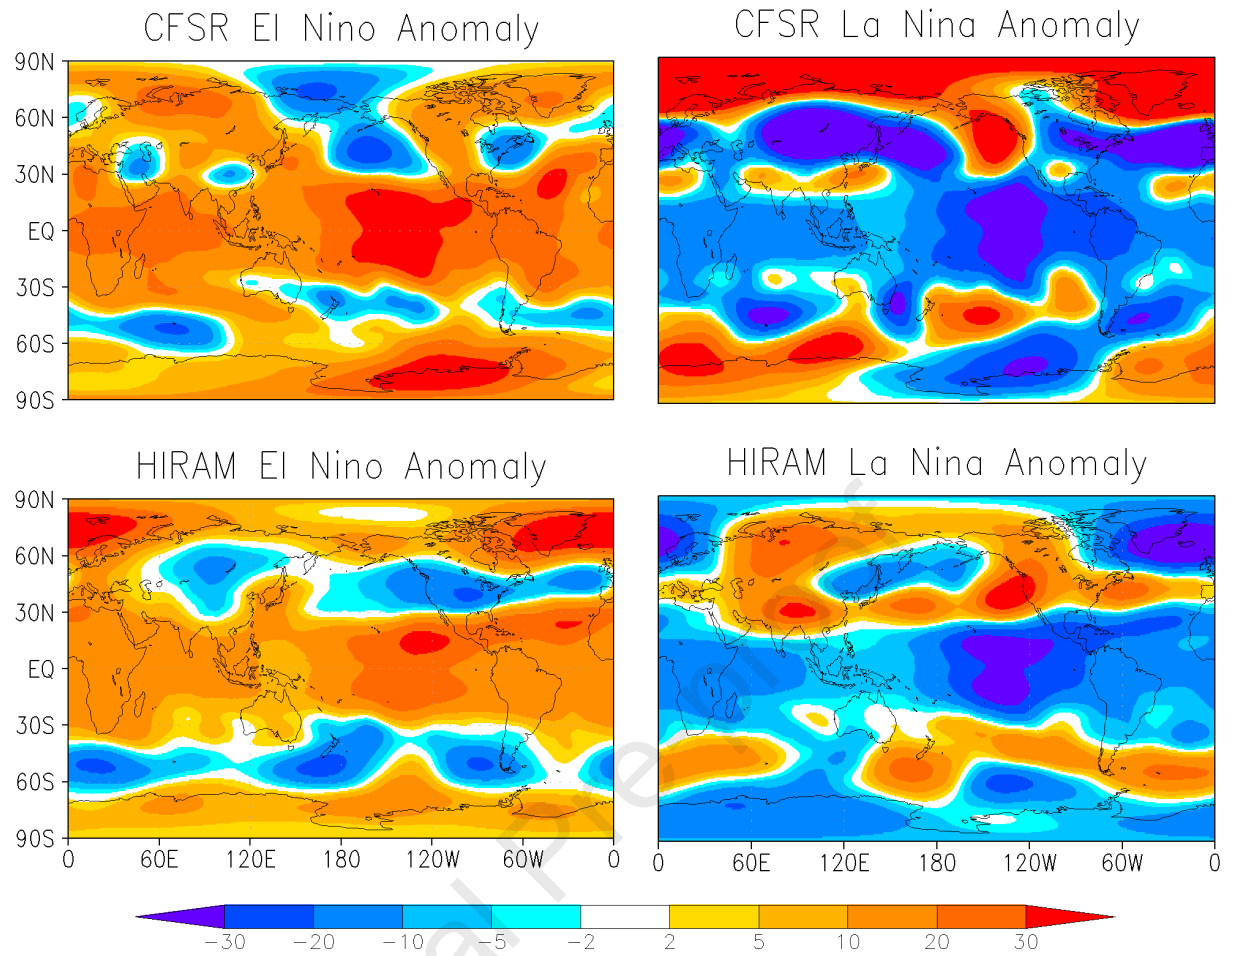 CFSR El Nino Anomaly
CFSR La Nina Anomaly
90N
60N
30N
EQ
30S
60S
90S
HIRAM El Nino Anomaly
HIRAM La Nina Anomaly
90N
60N
30N
EQ
30S
60S
90S
0 60E 120E 180 120W 60W 0
0 60E 120E 180 120W 60W 0
-30 -20 -10 -5 -2 2 5 10 20 30